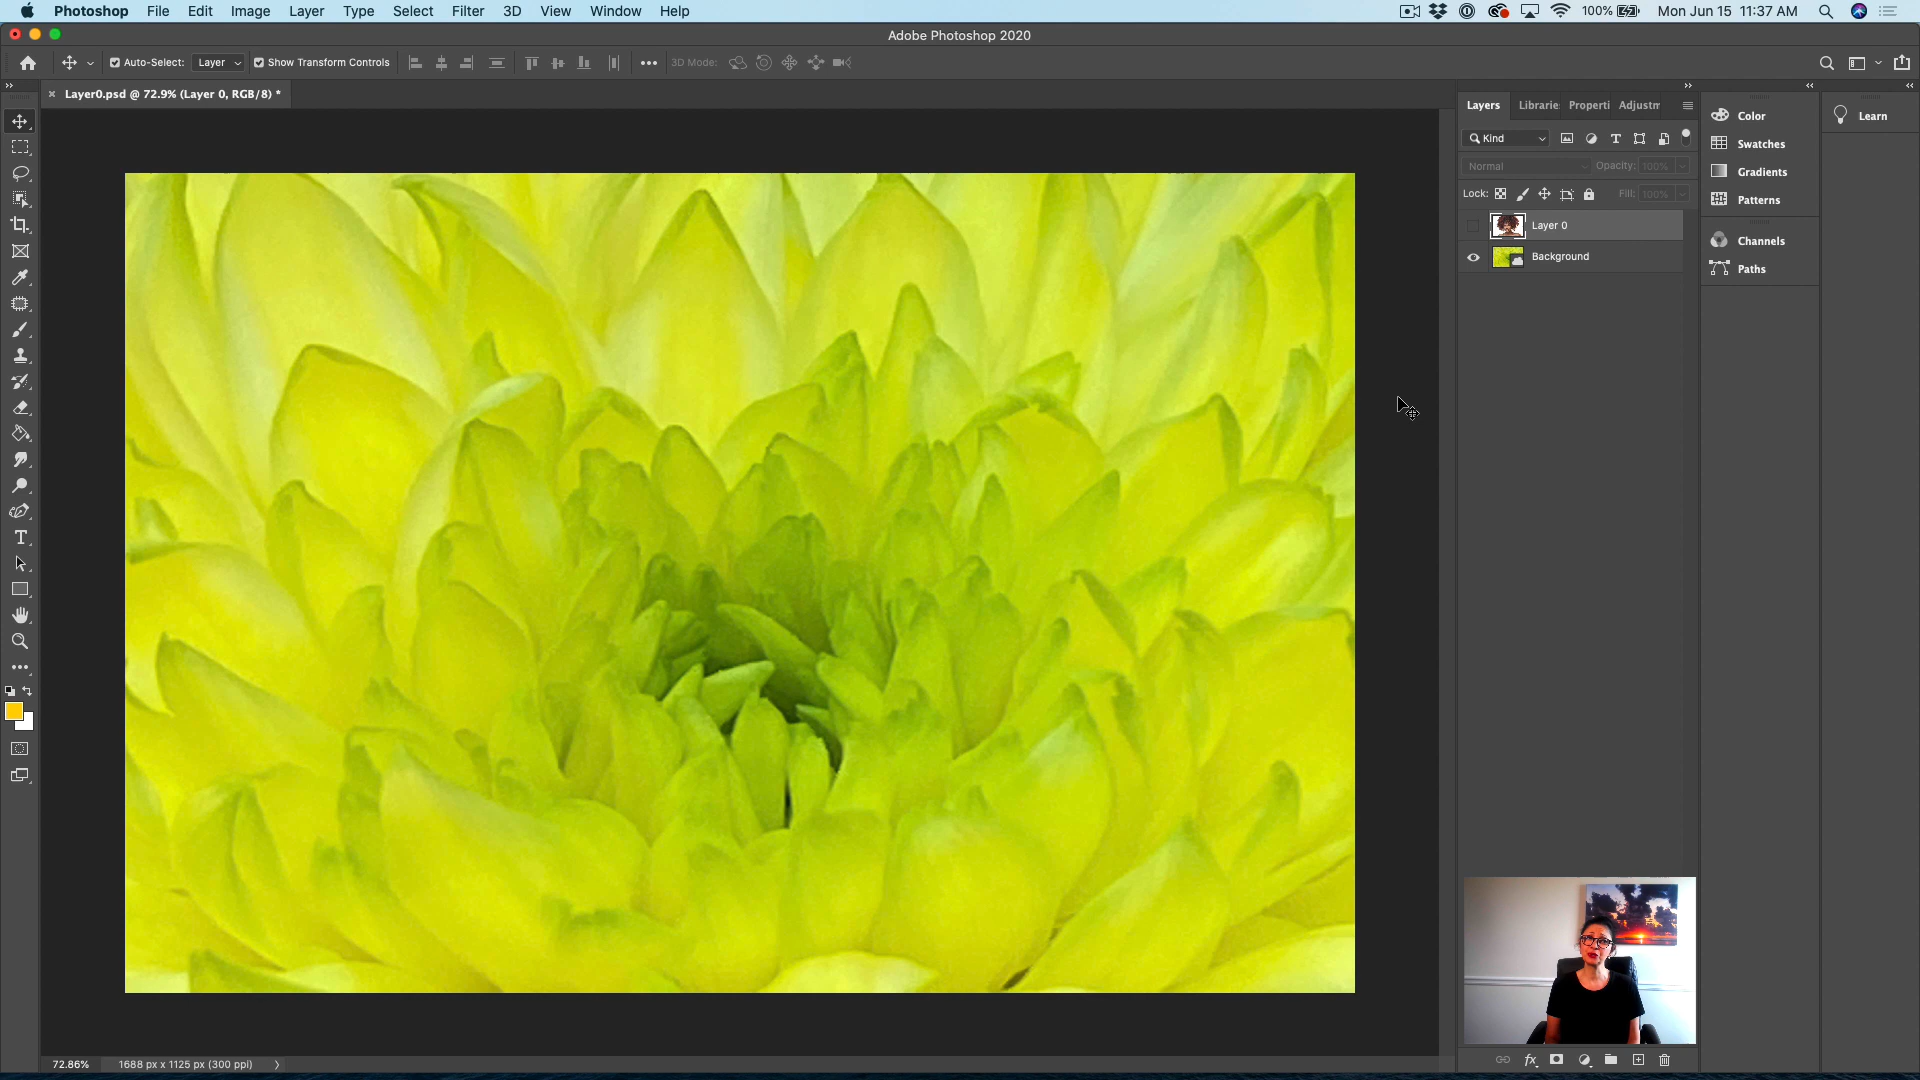 Photoshop File Edit Image Layer Type Select Filter 3D View Window Help 100% Mon Jun 15 11:37 AM
Adobe Photoshop 2020
Auto-Select: Layer Show Transform Controls 3D Mode:
Layer0.psd @ 72.9% (Layer 0, RGB/8) *
Layers Librarie Properti Adjustm
Kind
Normal Opacity: 100%
Lock: Fill: 100%
Layer 0
Background
Color
Swatches
Gradients
Patterns
Channels
Paths
Learn
72.86% 1688 px x 1125 px (300 ppi)
fx